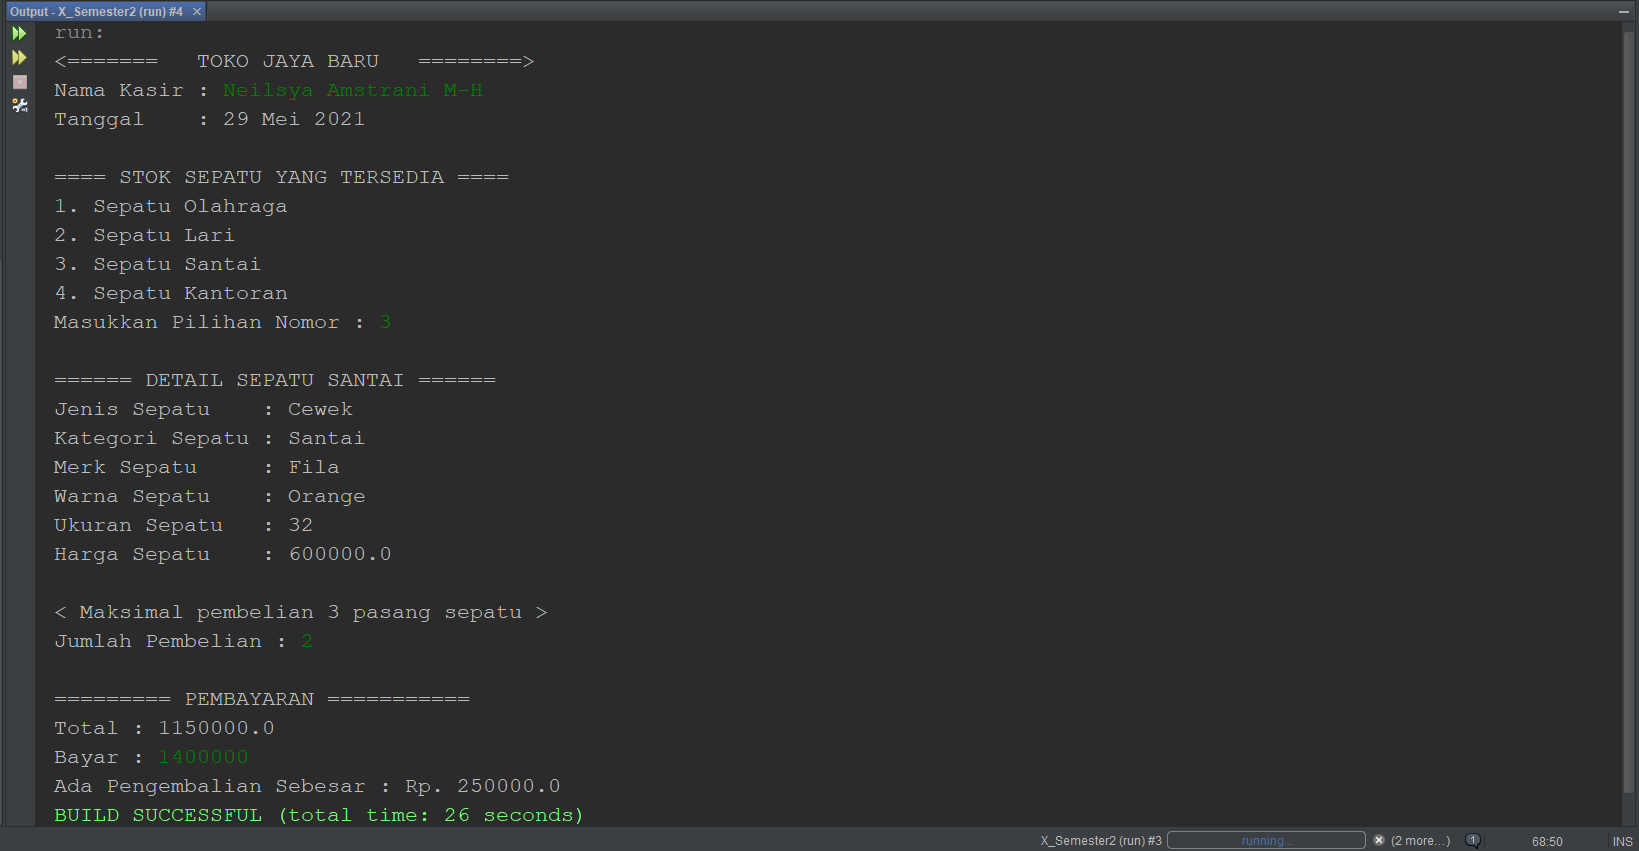 Output - X_Semester2 (run) #4
run:
<=======   TOKO JAYA BARU   ========>
Nama Kasir : Neilsya Amstrani M-H
Tanggal    : 29 Mei 2021
==== STOK SEPATU YANG TERSEDIA ====
1. Sepatu Olahraga
2. Sepatu Lari
3. Sepatu Santai
4. Sepatu Kantoran
Masukkan Pilihan Nomor : 3
====== DETAIL SEPATU SANTAI ======
Jenis Sepatu    : Cewek
Kategori Sepatu : Santai
Merk Sepatu     : Fila
Warna Sepatu    : Orange
Ukuran Sepatu   : 32
Harga Sepatu    : 600000.0
< Maksimal pembelian 3 pasang sepatu >
Jumlah Pembelian : 2
========= PEMBAYARAN ===========
Total : 1150000.0
Bayar : 1400000
Ada Pengembalian Sebesar : Rp. 250000.0
BUILD SUCCESSFUL (total time: 26 seconds)
X_Semester2 (run) #3 running... (2 more...) 1 68:50 INS